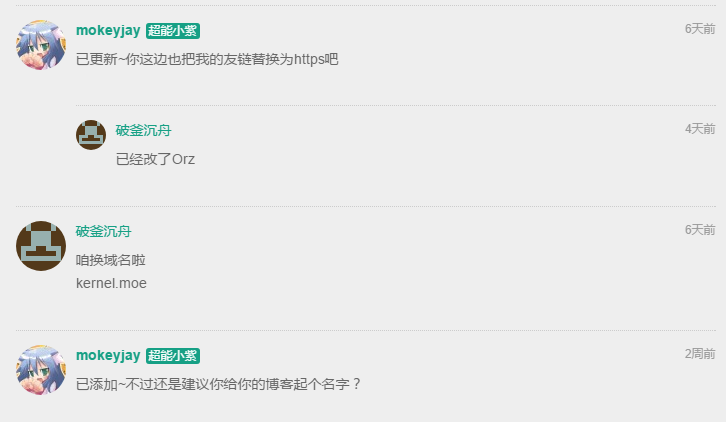 mokeyjay 超能小紫 6天前
已更新~你这边也把我的友链替换为https吧
破釜沉舟 4天前
已经改了Orz
破釜沉舟 6天前
咱换域名啦
kernel.moe
mokeyjay 超能小紫 2周前
已添加~不过还是建议你给你的博客起个名字？